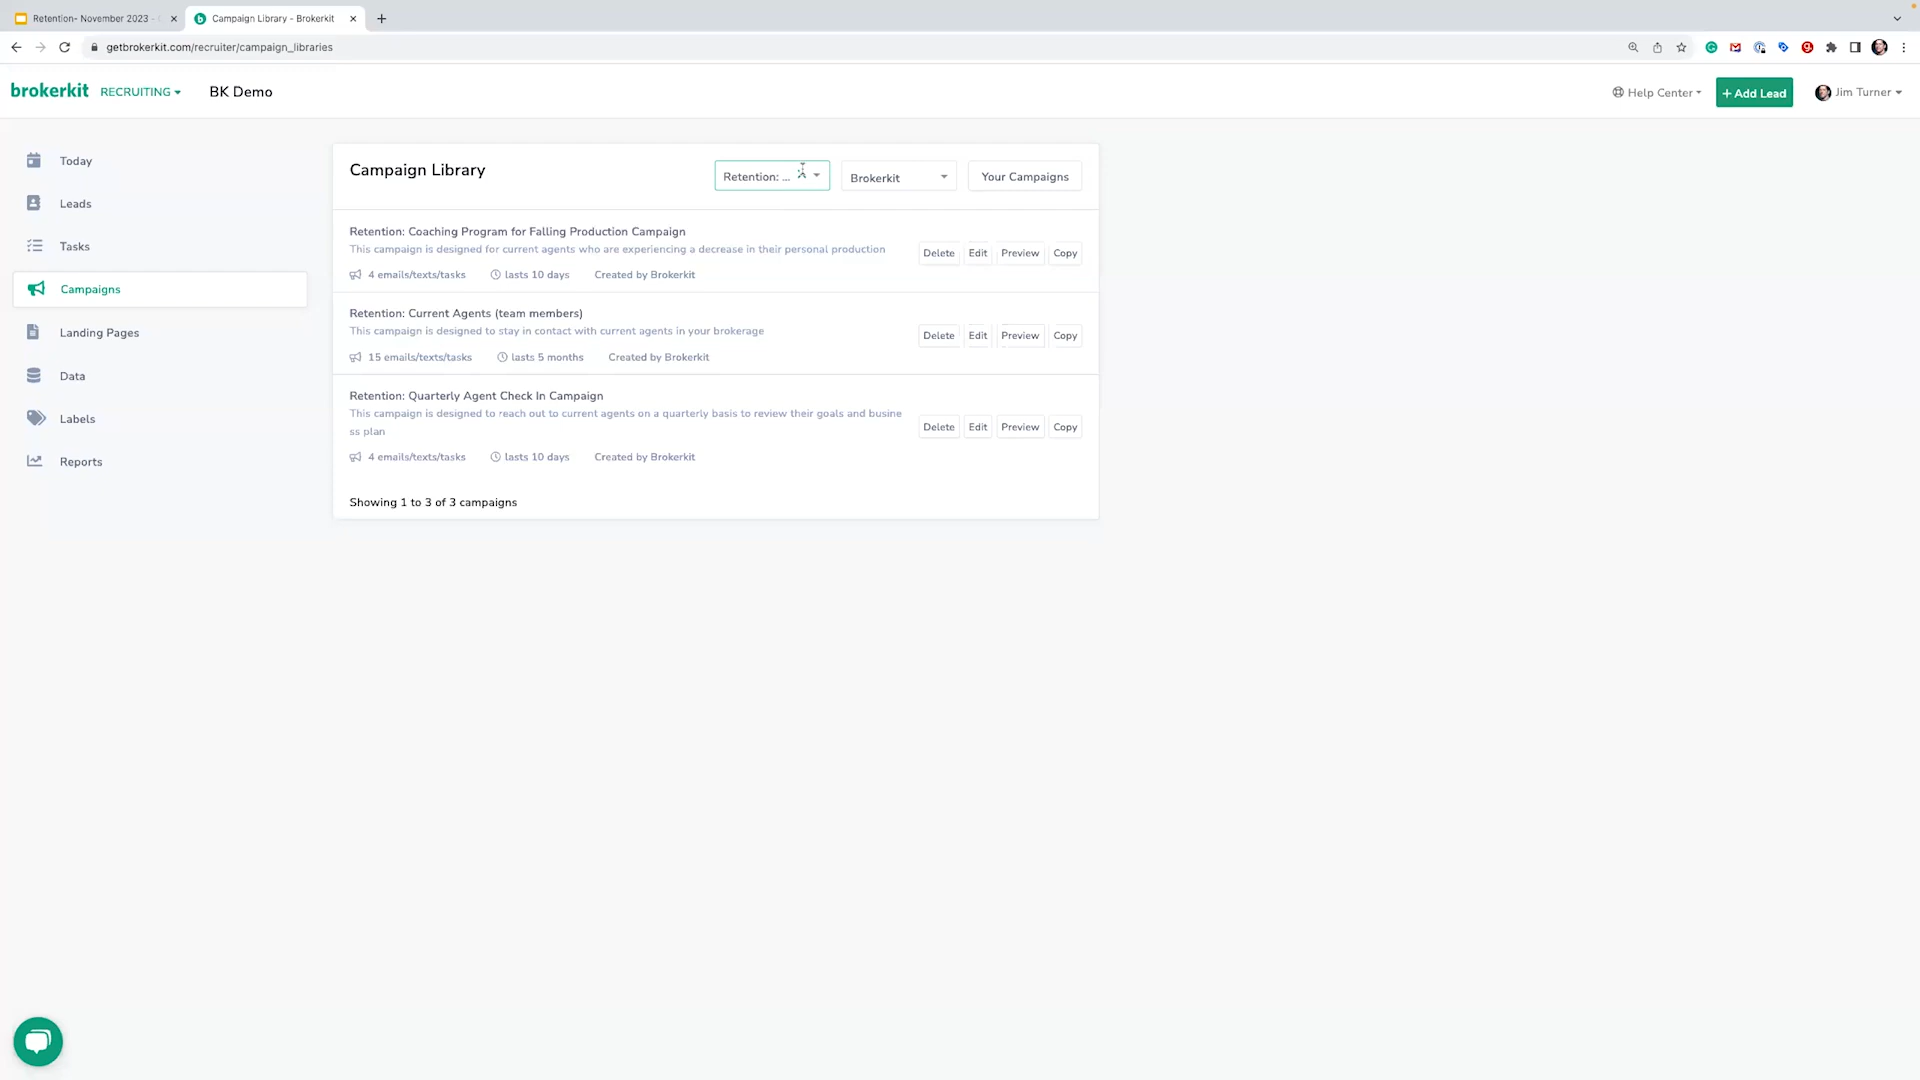 Retention- November 2023 -
Campaign Library - Brokerkit
getbrokerkit.com/recruiter/campaign_libraries
brokerkit RECRUITING BK Demo
Help Center
+ Add Lead
Jim Turner
Today
Leads
Tasks
Campaigns
Landing Pages
Data
Labels
Reports
Campaign Library
Retention: ...
Brokerkit
Your Campaigns
Retention: Coaching Program for Falling Production Campaign
This campaign is designed for current agents who are experiencing a decrease in their personal production
4 emails/texts/tasks lasts 10 days Created by Brokerkit
Delete Edit Preview Copy
Retention: Current Agents (team members)
This campaign is designed to stay in contact with current agents in your brokerage
15 emails/texts/tasks lasts 5 months Created by Brokerkit
Delete Edit Preview Copy
Retention: Quarterly Agent Check In Campaign
This campaign is designed to reach out to current agents on a quarterly basis to review their goals and busine
ss plan
4 emails/texts/tasks lasts 10 days Created by Brokerkit
Delete Edit Preview Copy
Showing 1 to 3 of 3 campaigns